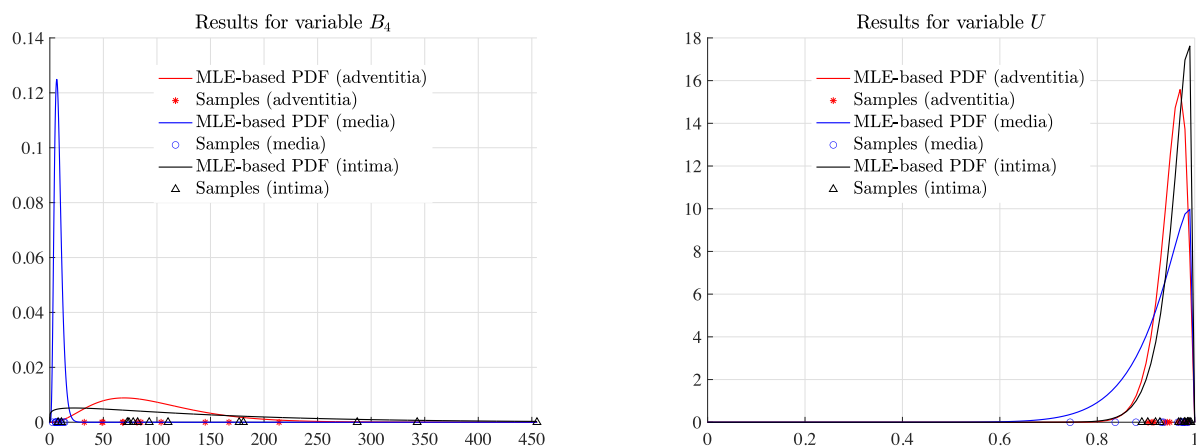 Results for variable B₄
0.14
0.12
0.1
0.08
0.06
0.04
0.02
0
MLE-based PDF (adventitia)
Samples (adventitia)
MLE-based PDF (media)
Samples (media)
MLE-based PDF (intima)
Samples (intima)
0 50 100 150 200 250 300 350 400 450
Results for variable U
18
16
14
12
10
8
6
4
2
0
MLE-based PDF (adventitia)
Samples (adventitia)
MLE-based PDF (media)
Samples (media)
MLE-based PDF (intima)
Samples (intima)
0 0.2 0.4 0.6 0.8